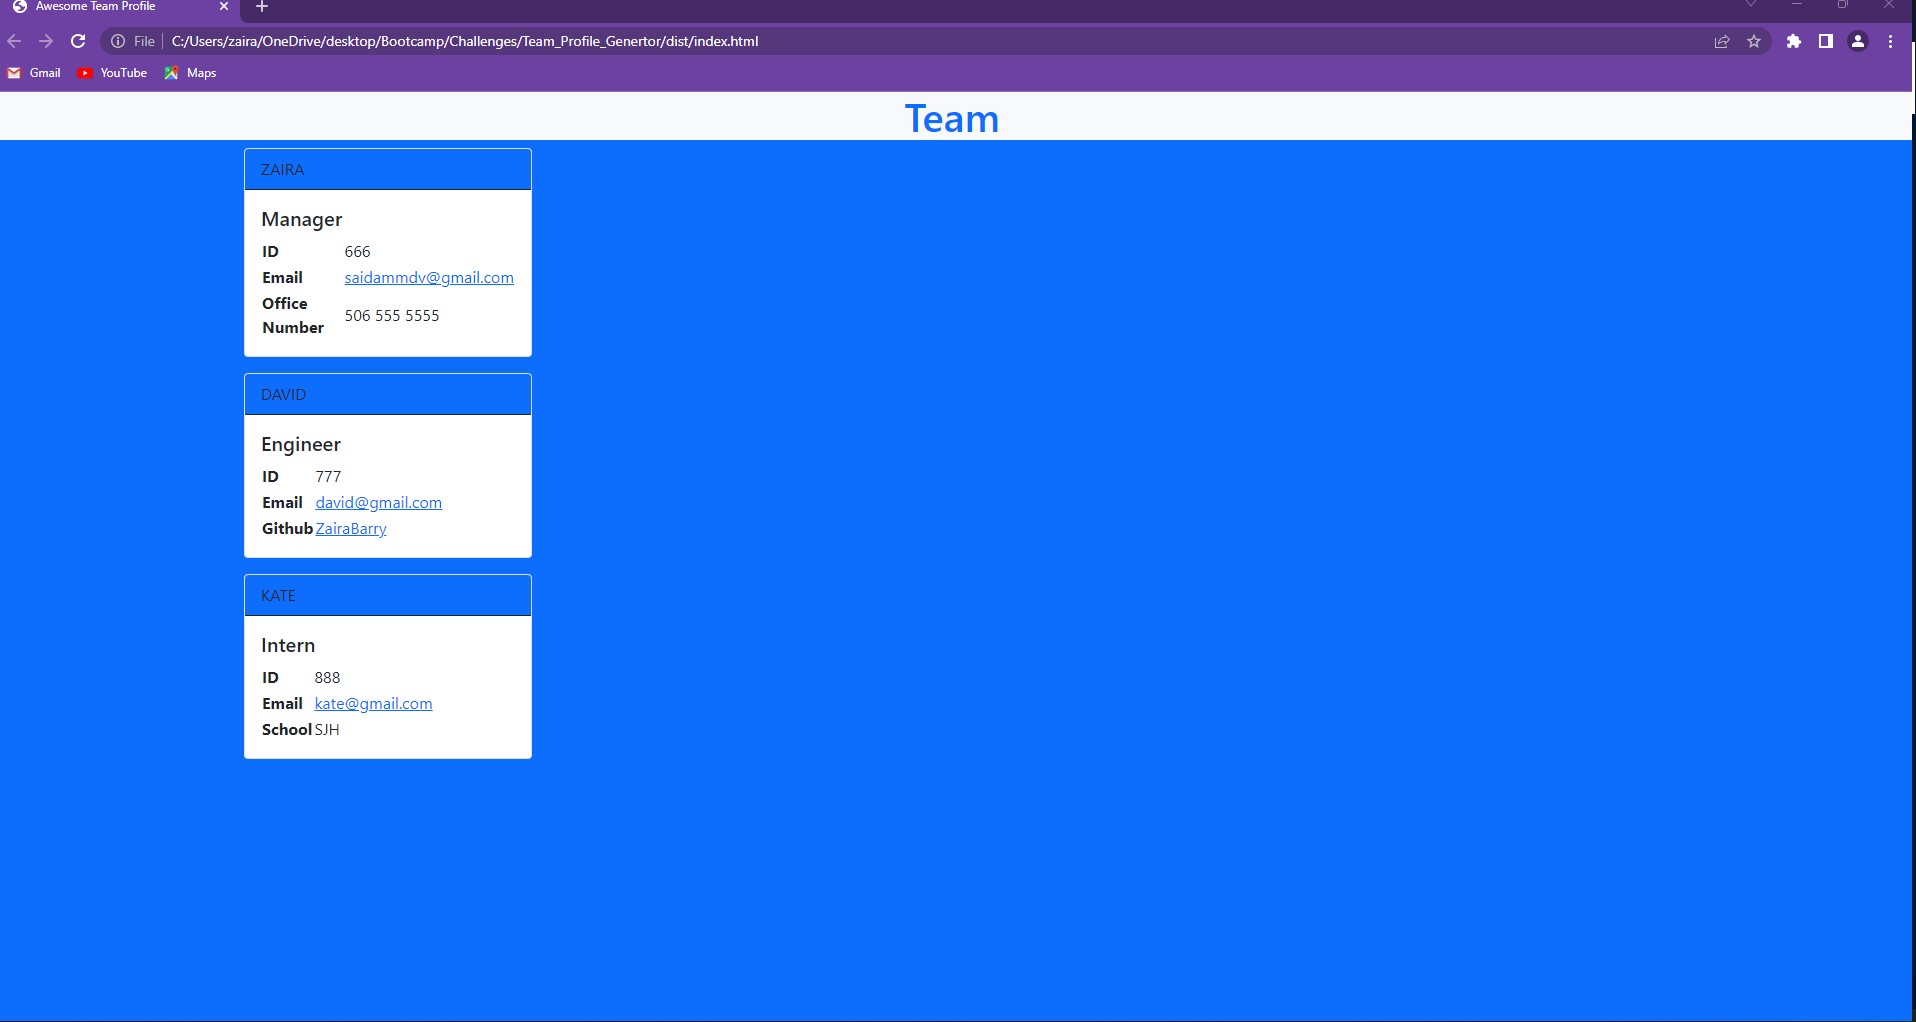 Awesome Team Profile
File C:/Users/zaira/OneDrive/desktop/Bootcamp/Challenges/Team_Profile_Genertor/dist/index.html
Gmail YouTube Maps
Team
ZAIRA
Manager
ID 666
Email saidammdv@gmail.com
Office
Number 506 555 5555
DAVID
Engineer
ID 777
Email david@gmail.com
Github ZairaBarry
KATE
Intern
ID 888
Email kate@gmail.com
School SJH